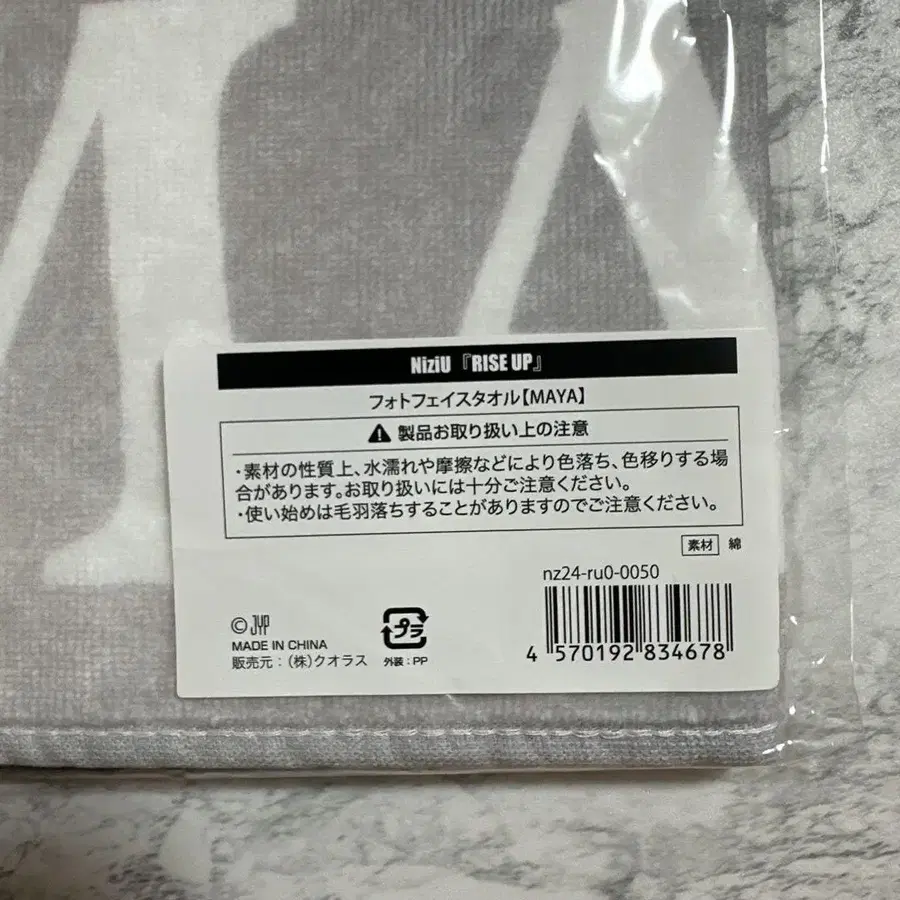 NiziU『RISE UP』
フォトフェイスタオル【MAYA】
⚠ 製品お取り扱い上の注意
・素材の性質上、水濡れや摩擦などにより色落ち、色移りする場
合があります。お取り扱いには十分ご注意ください。
・使い始めは毛羽落ちすることがありますのでご注意ください。
素材 綿
nz24-ru0-0050
4 570192 834678
© JYP
MADE IN CHINA
販売元：（株）クオラス
プラ
外装：PP